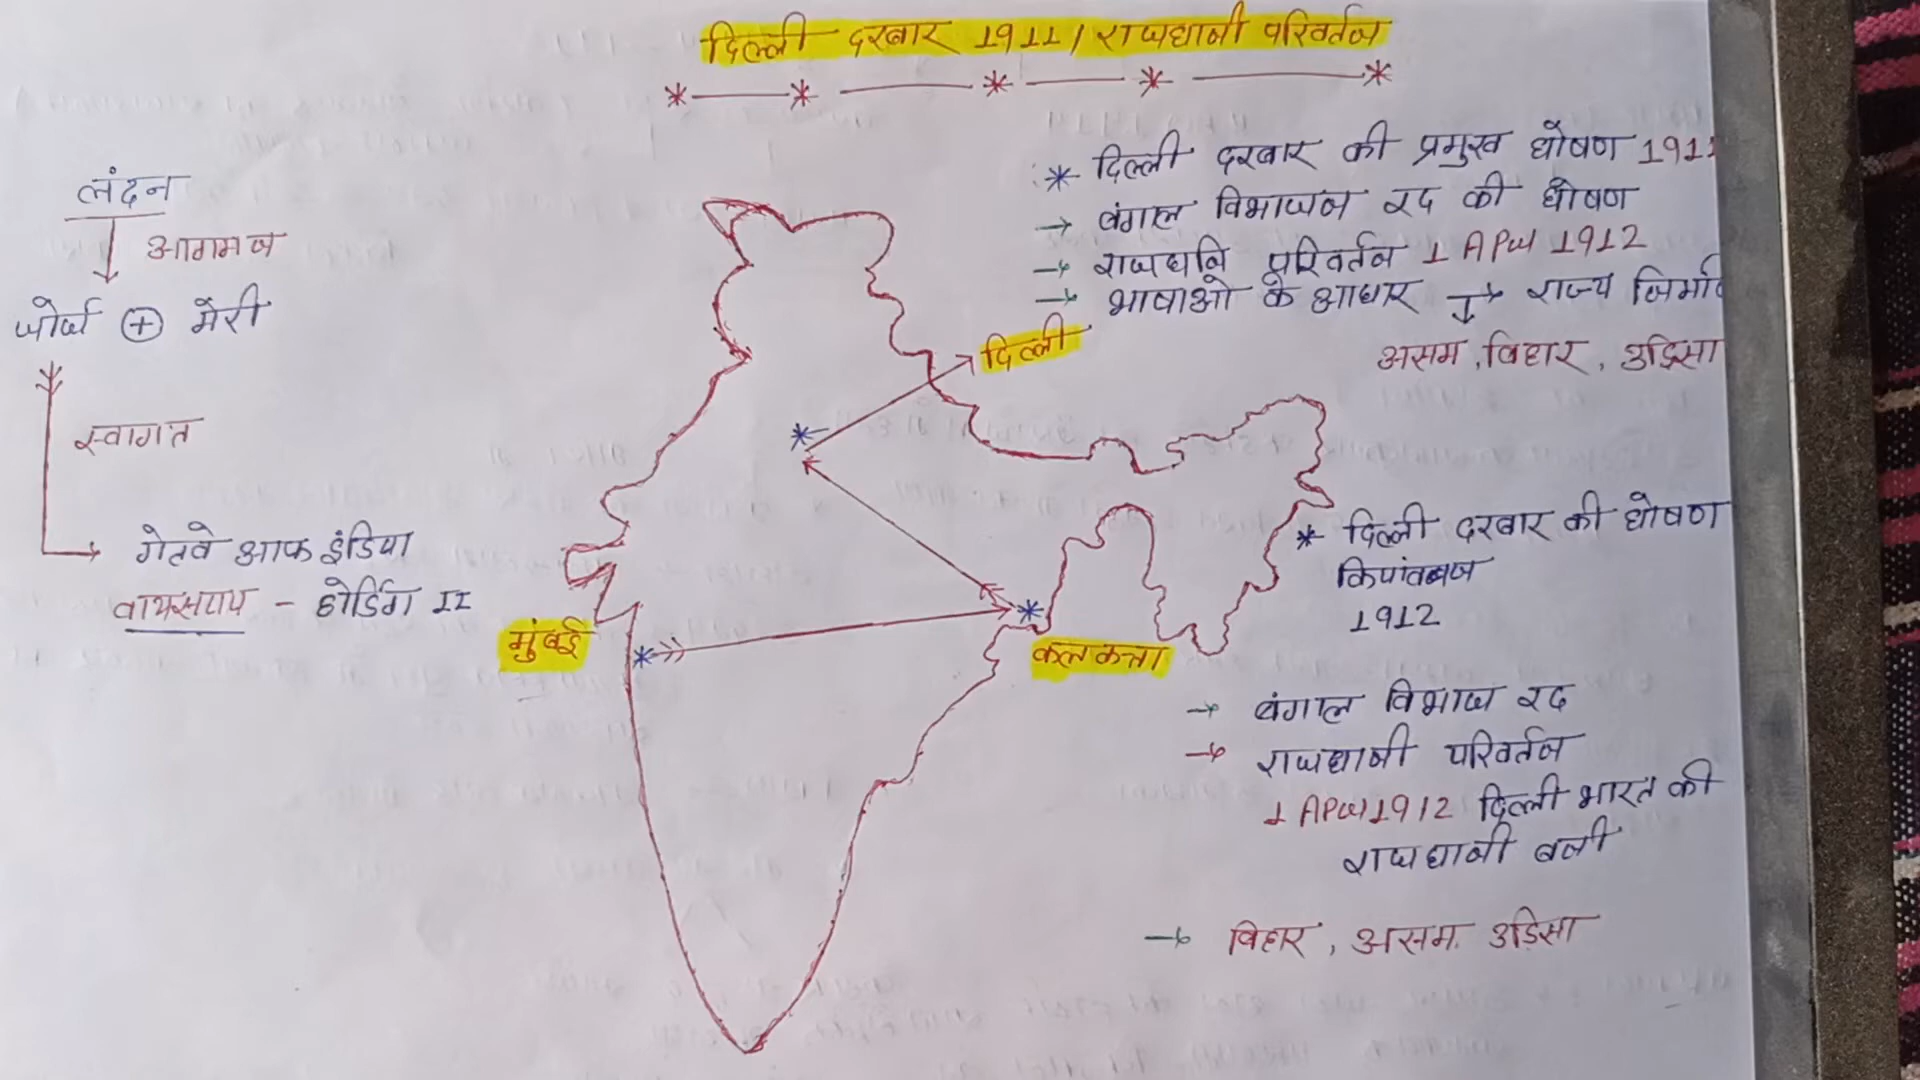 दिल्ली दरबार 1911 / राजधानी परिवर्तन
लंदन
आगमन
जोर्ज + मेरी
स्वागत
गेतवे आफ इंडिया
वायसराय - होर्डिग II
* दिल्ली दरबार की प्रमुख घोषण 1911
→ बंगाल विभाजन रद की घोषण
→ राजधानि परिवर्तन 1 APril 1912
→ भाषाओ के आधार → राज्य निर्मा
असम, विहार, उड़िसा
दिल्ली
मुंबई
कलकत्ता
* दिल्ली दरबार की घोषण
1912
→ बंगाल विभाज रद
→ राजधानी परिवर्तन
1 APril 1912 दिल्ली भारत की
राजधानी बनी
→ विहार, असम, उड़िसा